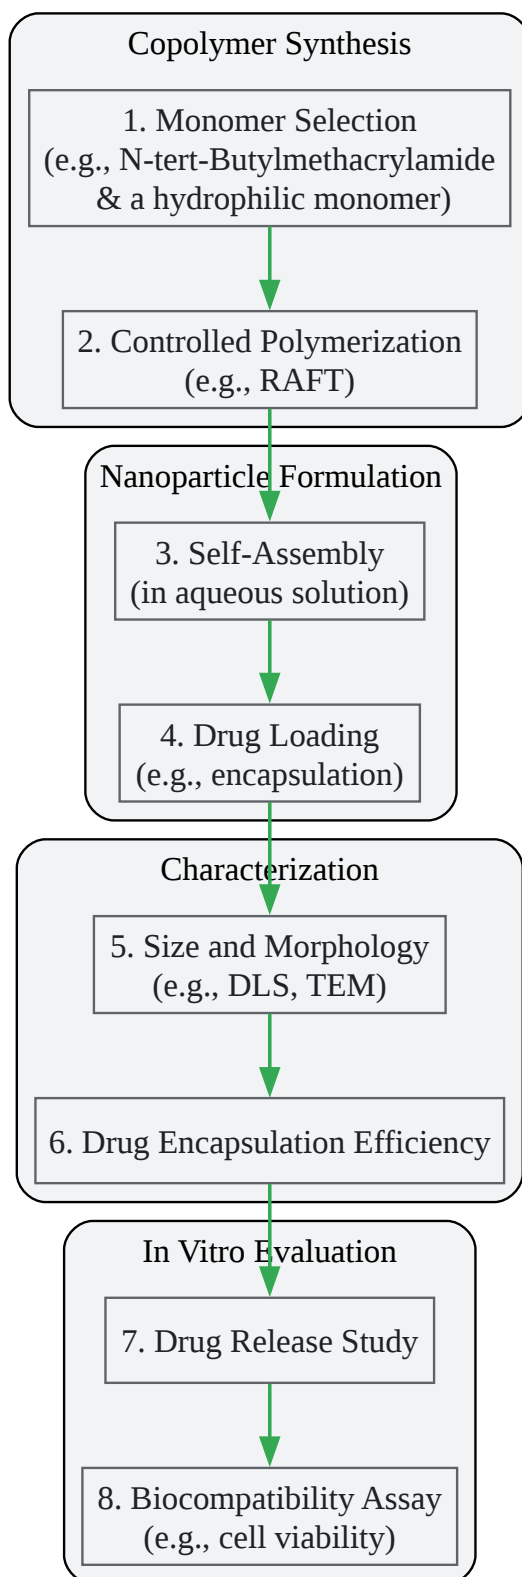 Copolymer Synthesis
1. Monomer Selection
(e.g., N-tert-Butylmethacrylamide
& a hydrophilic monomer)
2. Controlled Polymerization
(e.g., RAFT)
Nanoparticle Formulation
3. Self-Assembly
(in aqueous solution)
4. Drug Loading
(e.g., encapsulation)
Characterization
5. Size and Morphology
(e.g., DLS, TEM)
6. Drug Encapsulation Efficiency
In Vitro Evaluation
7. Drug Release Study
8. Biocompatibility Assay
(e.g., cell viability)